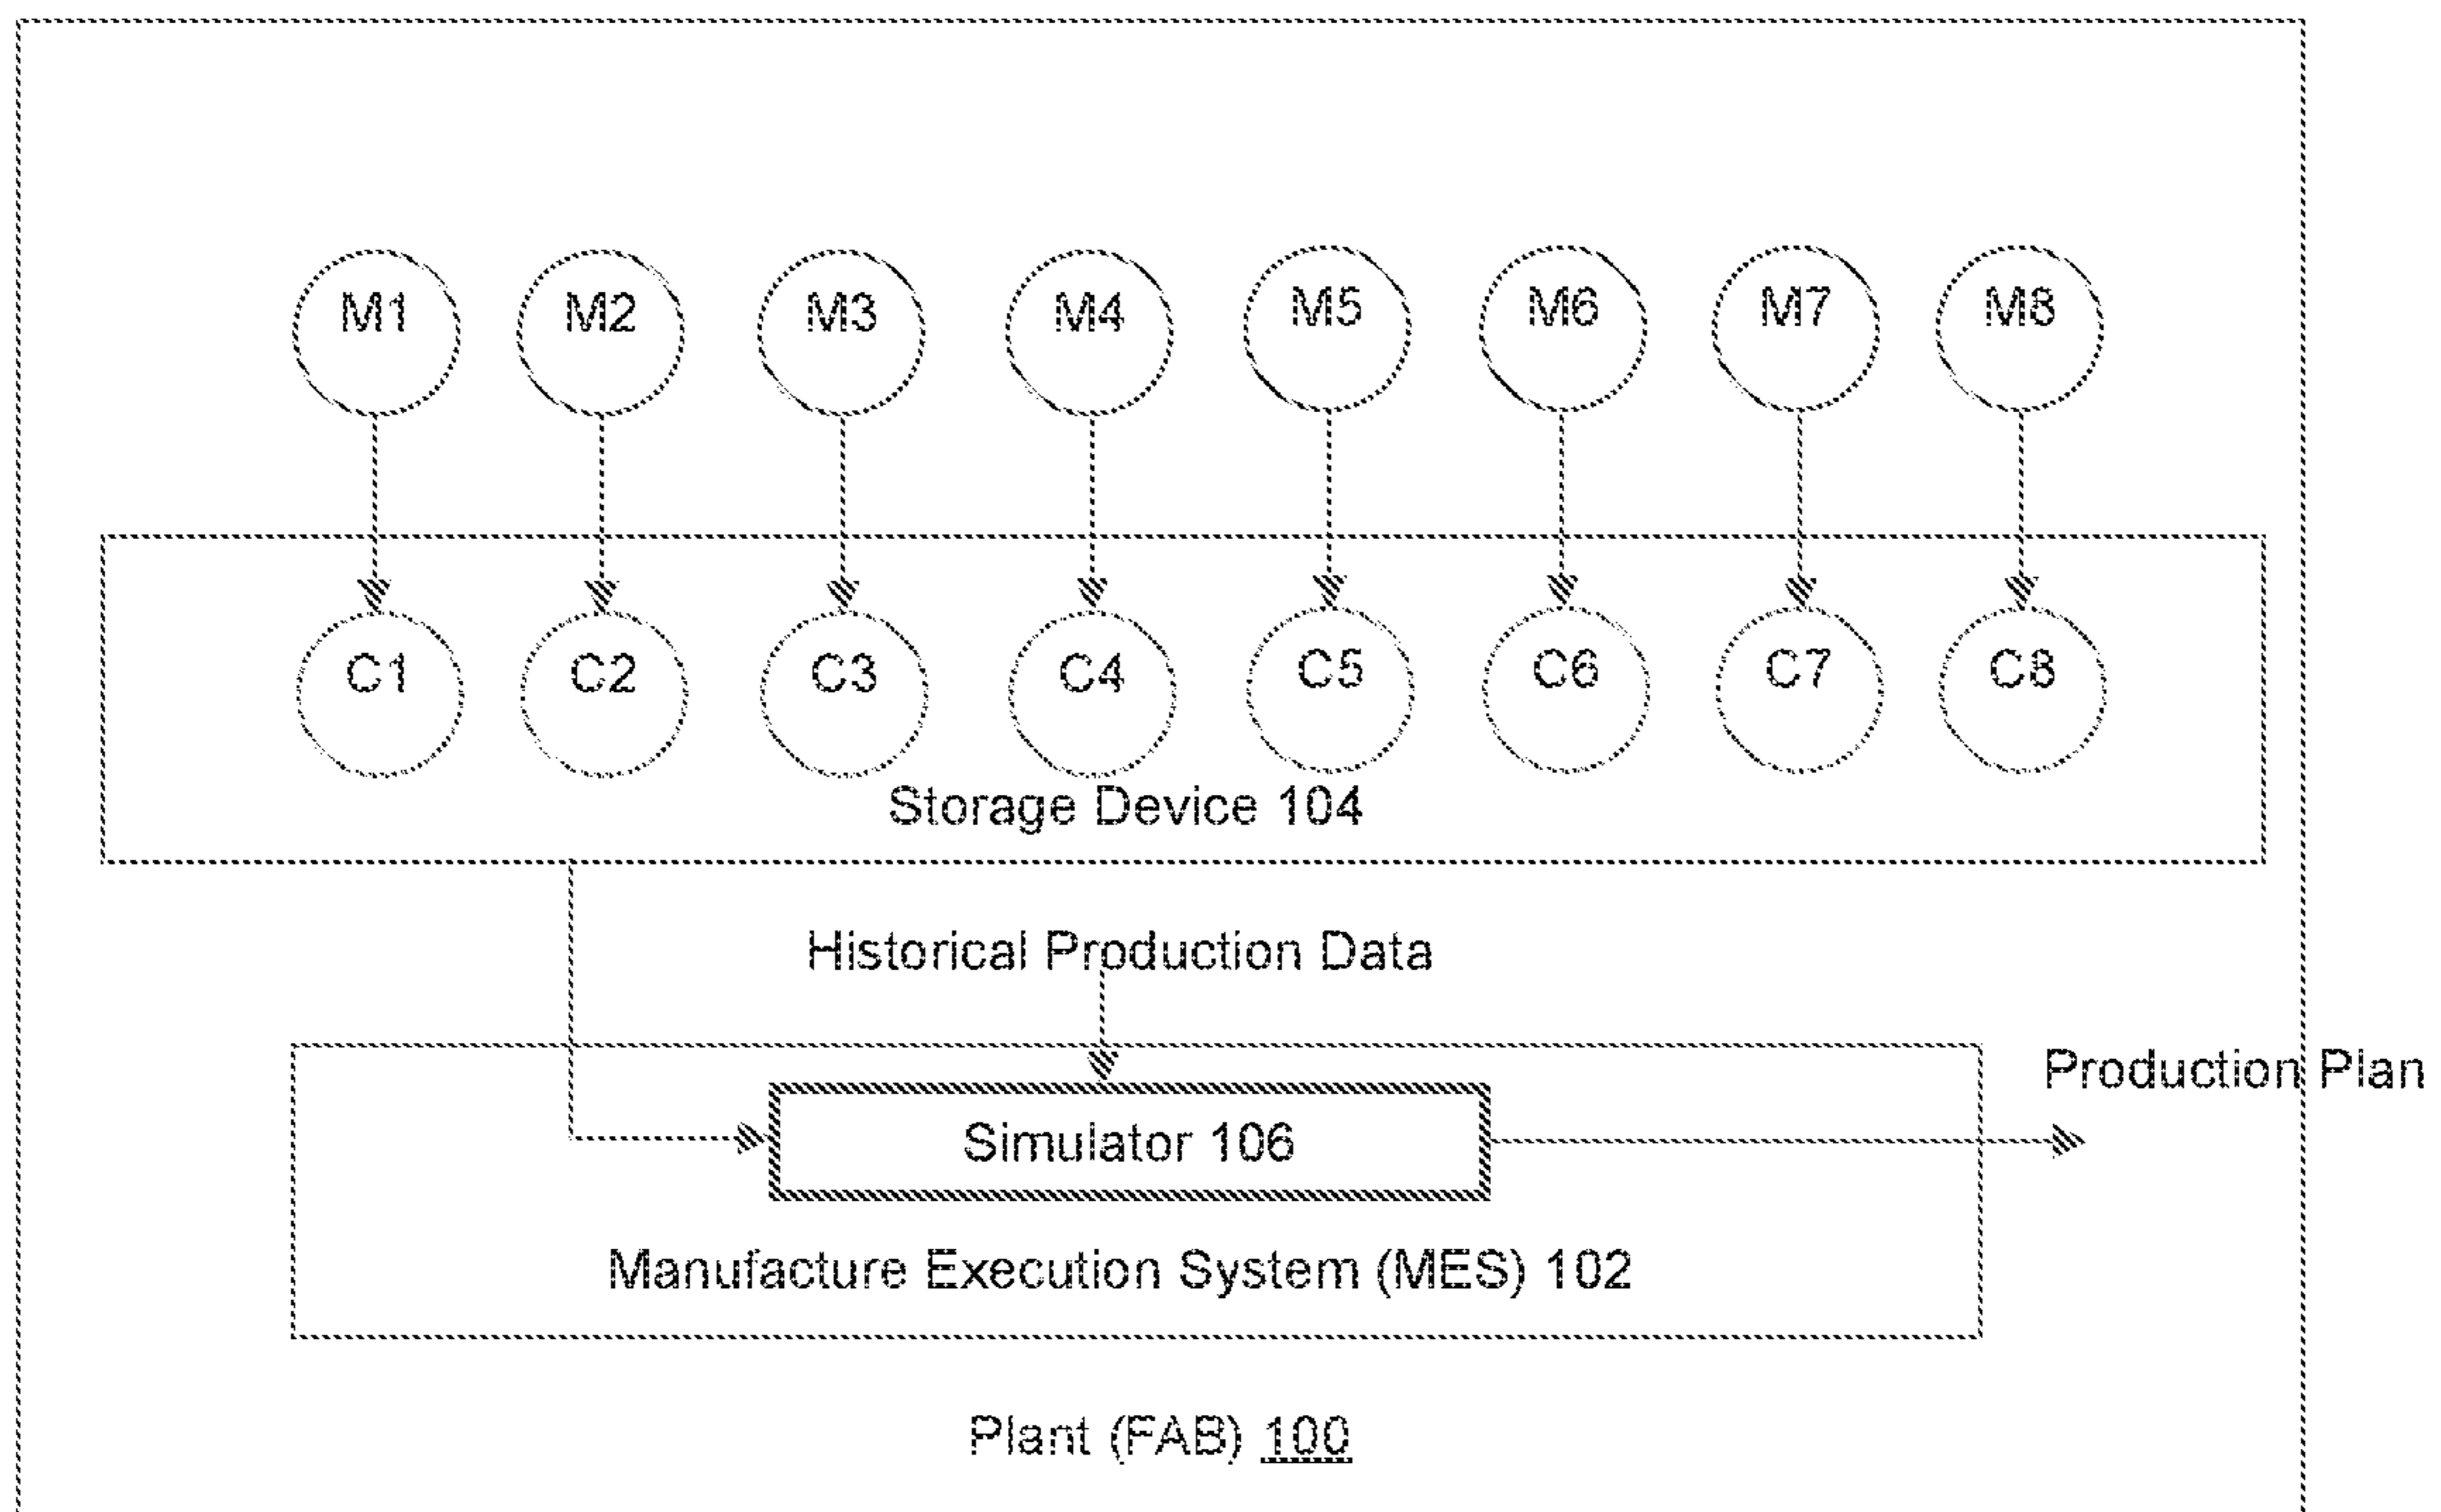 M1 M2 M3 M4 M5 M6 M7 M8
C1 C2 C3 C4 C5 C6 C7 C8
Storage Device 104
Historical Production Data
Production Plan
Simulator 106
Manufacture Execution System (MES) 102
Plant (FAB) 100